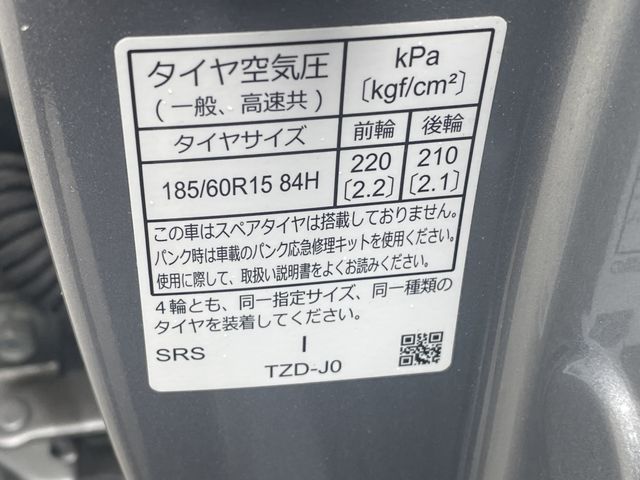 タイヤ空気圧
(一般、高速共)
kPa
〔kgf/cm²〕
タイヤサイズ 前輪 後輪
185/60R15 84H 220 210
〔2.2〕 〔2.1〕
この車はスペアタイヤは搭載しておりません。
パンク時は車載のパンク応急修理キットを使用ください。
使用に際して、取扱い説明書をよくお読みください。
4輪とも、同一指定サイズ、同一種類の
タイヤを装着してください。
SRS I
TZD-J0